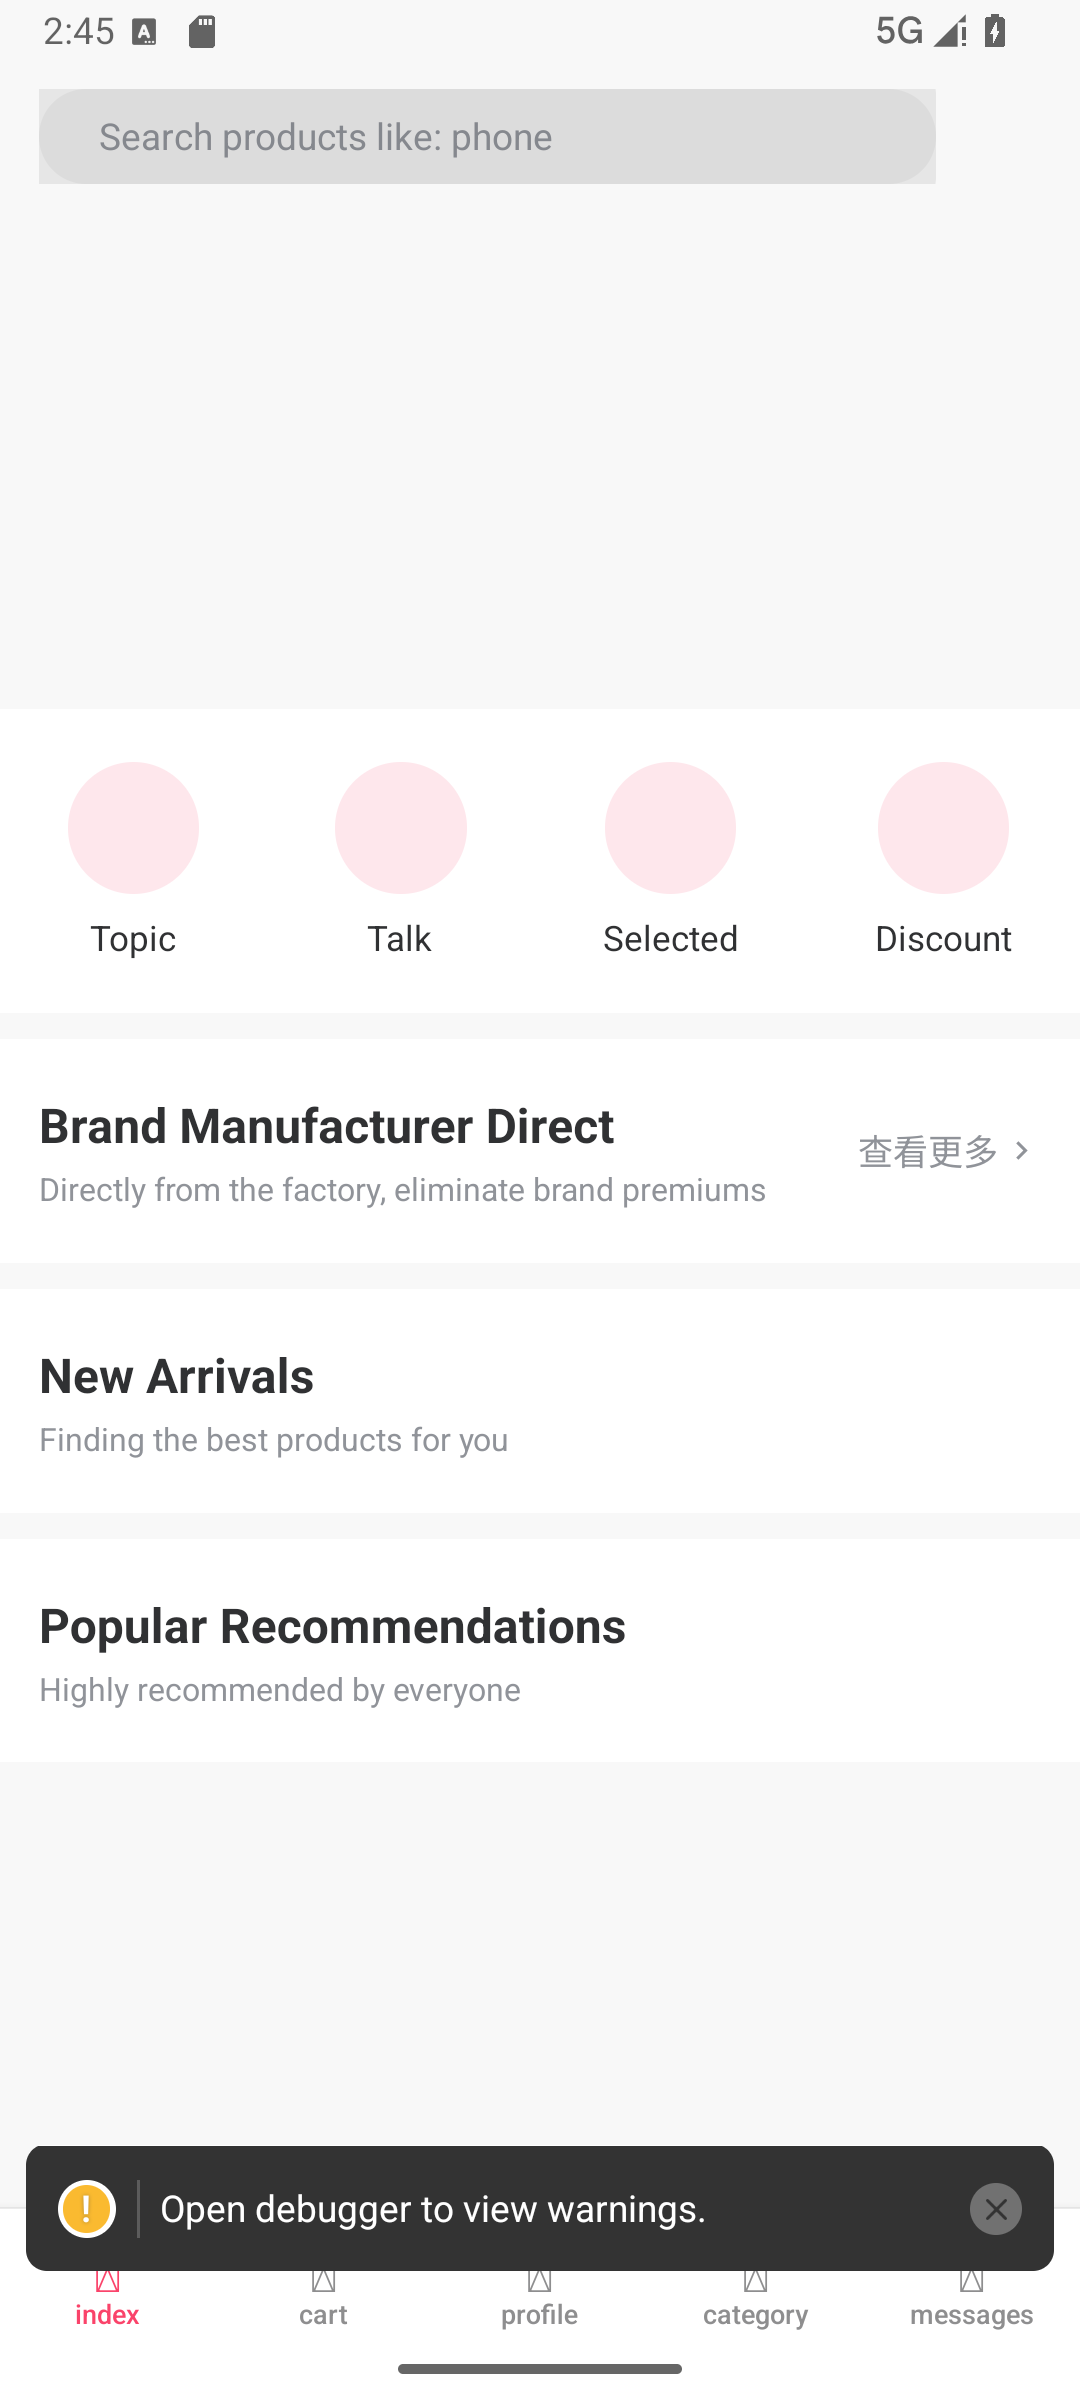 2:45
5G
Search products like: phone
Topic
Talk
Selected
Discount
Brand Manufacturer Direct
Directly from the factory, eliminate brand premiums
查看更多
New Arrivals
Finding the best products for you
Popular Recommendations
Highly recommended by everyone
Open debugger to view warnings.
index
cart
profile
category
messages